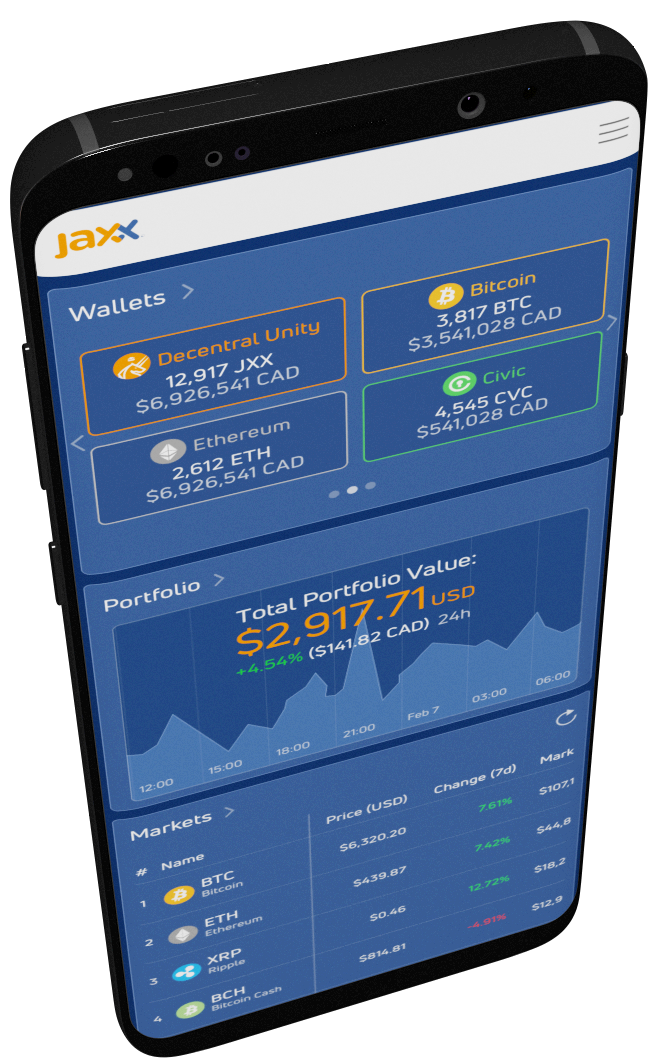 Jaxx
Wallets
Decentral Unity
12,917 JXX
$6,926,541 CAD
Bitcoin
3,817 BTC
$3,541,028 CAD
Ethereum
2,612 ETH
$6,926,541 CAD
Civic
4,545 CVC
$541,028 CAD
Portfolio
Total Portfolio Value:
$2,917.71 USD
+4.54% ($141.82 CAD) 24h
12:00 15:00 18:00 21:00 Feb 7 03:00 06:00
Markets
# Name Price (USD) Change (7d) Mark
1 BTC $6,320.20 7.61% $107,1
Bitcoin
2 ETH $439.87 7.42% $44,8
Ethereum
3 XRP $0.46 12.72% $18,2
Ripple
4 BCH $814.81 -4.91% $12,9
Bitcoin Cash